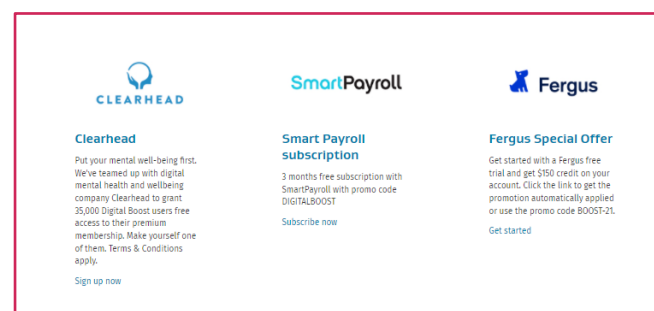 CLEARHEAD
Clearhead
Put your mental well-being first.
We've teamed up with digital
mental health and wellbeing
company Clearhead to grant
35,000 Digital Boost users free
access to their premium
membership. Make yourself one
of them. Terms & Conditions
apply.
Sign up now
SmartPayroll
Smart Payroll
subscription
3 months free subscription with
SmartPayroll with promo code
DIGITALBOOST
Subscribe now
Fergus
Fergus Special Offer
Get started with a Fergus free
trial and get $150 credit on your
account. Click the link to get the
promotion automatically applied
or use the promo code BOOST-21.
Get started